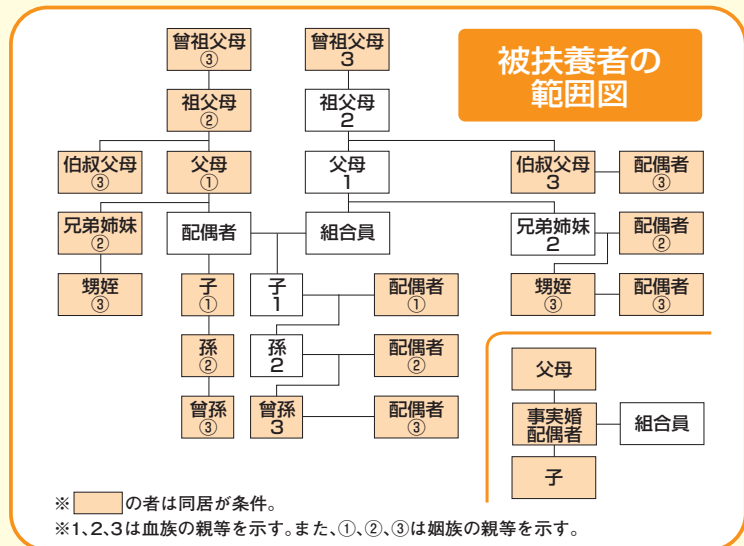 被扶養者の
範囲図
曾祖父母
③
曾祖父母
3
祖父母
②
祖父母
2
伯叔父母
③
父母
①
父母
1
伯叔父母
3
配偶者
③
兄弟姉妹
②
配偶者
組合員
兄弟姉妹
2
配偶者
②
甥姪
③
子
①
子
1
配偶者
①
甥姪
③
配偶者
③
孫
②
孫
2
配偶者
②
曾孫
③
曾孫
3
配偶者
③
父母
事実婚
配偶者
組合員
子
※ の者は同居が条件。
※1、2、3は血族の親等を示す。また、①、②、③は姻族の親等を示す。